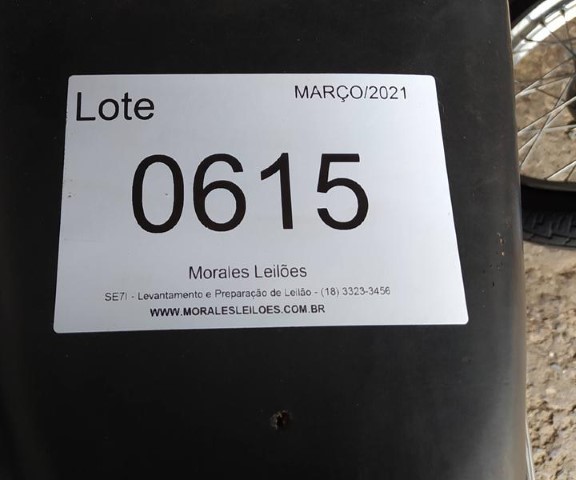 Lote MARÇO/2021
0615
Morales Leilões
SE7I - Levantamento e Preparação de Leilão - (18) 3323-3456
WWW.MORALESLEILOES.COM.BR